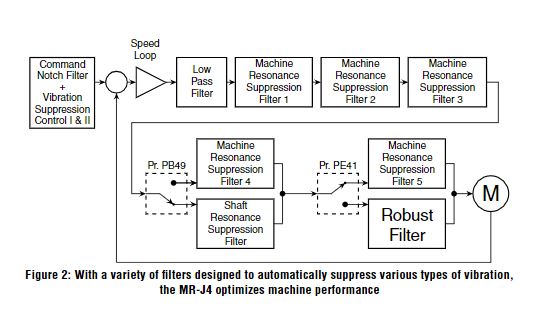 Command
Notch Filter
+
Vibration
Suppression
Control I & II
Speed
Loop
Low
Pass
Filter
Machine
Resonance
Suppression
Filter 1
Machine
Resonance
Suppression
Filter 2
Machine
Resonance
Suppression
Filter 3
Pr. PB49
Machine
Resonance
Suppression
Filter 4
Shaft
Resonance
Suppression
Filter
Pr. PE41
Machine
Resonance
Suppression
Filter 5
Robust
Filter
M
Figure 2: With a variety of filters designed to automatically suppress various types of vibration,
the MR-J4 optimizes machine performance